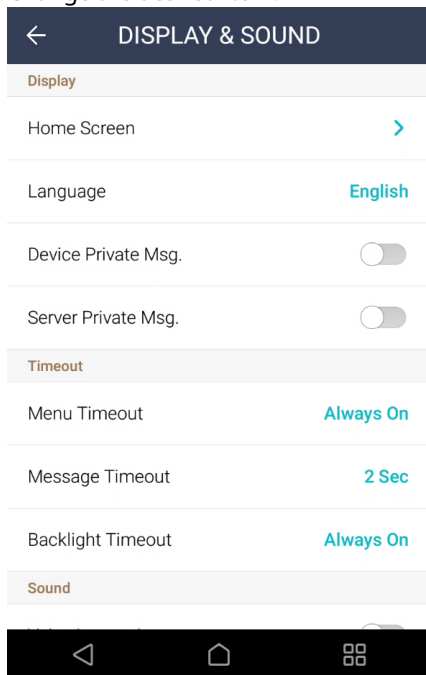 DISPLAY & SOUND
Display
Home Screen
Language English
Device Private Msg.
Server Private Msg.
Timeout
Menu Timeout Always On
Message Timeout 2 Sec
Backlight Timeout Always On
Sound